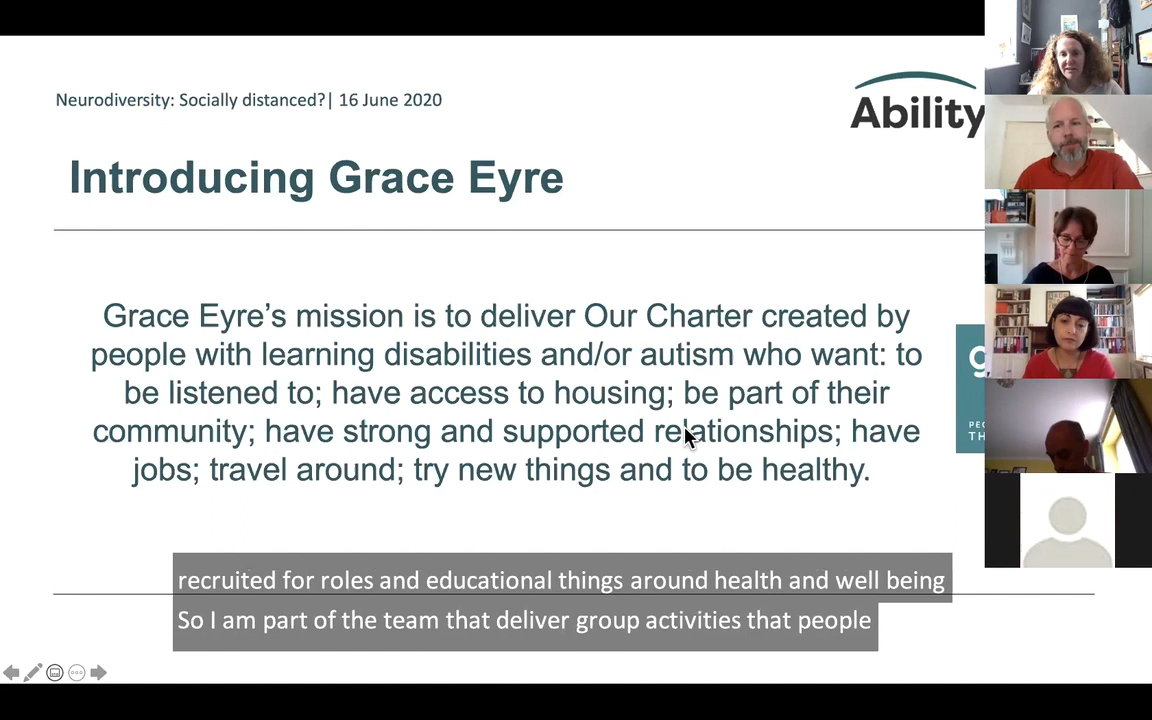 Neurodiversity: Socially distanced?| 16 June 2020
Ability
Introducing Grace Eyre
Grace Eyre’s mission is to deliver Our Charter created by
people with learning disabilities and/or autism who want: to
be listened to; have access to housing; be part of their
community; have strong and supported relationships; have
jobs; travel around; try new things and to be healthy.
g
PEO
TH
recruited for roles and educational things around health and well being
So I am part of the team that deliver group activities that people